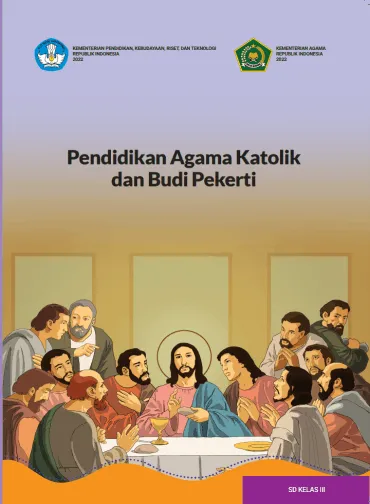 KEMENTERIAN PENDIDIKAN, KEBUDAYAAN, RISET, DAN TEKNOLOGI
REPUBLIK INDONESIA
2022
KEMENTERIAN AGAMA
REPUBLIK INDONESIA
2022
Pendidikan Agama Katolik
dan Budi Pekerti
SD KELAS III